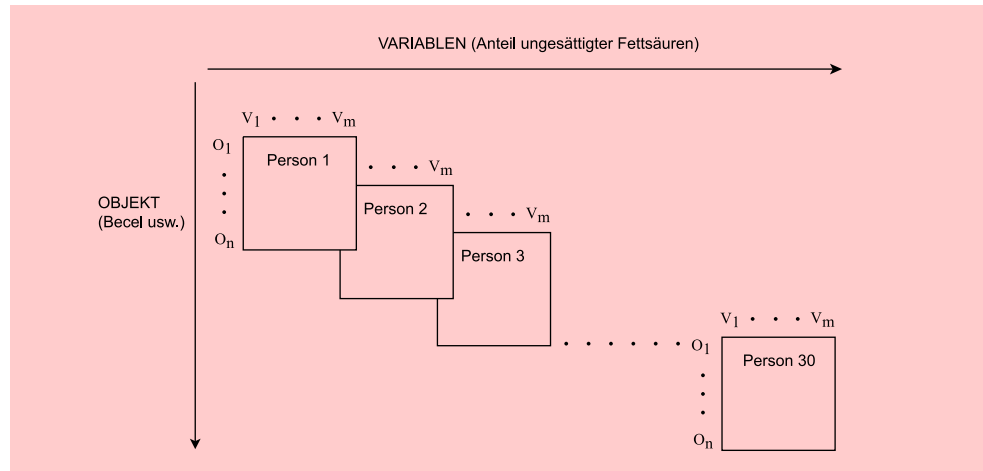 VARIABLEN (Anteil ungesättigter Fettsäuren)
V1 · · · Vm
O1
Person 1
· · · Vm
OBJEKT
(Becel usw.)
Person 2
· · · Vm
On
Person 3
V1 · · · Vm
· · · · · · O1
Person 30
On